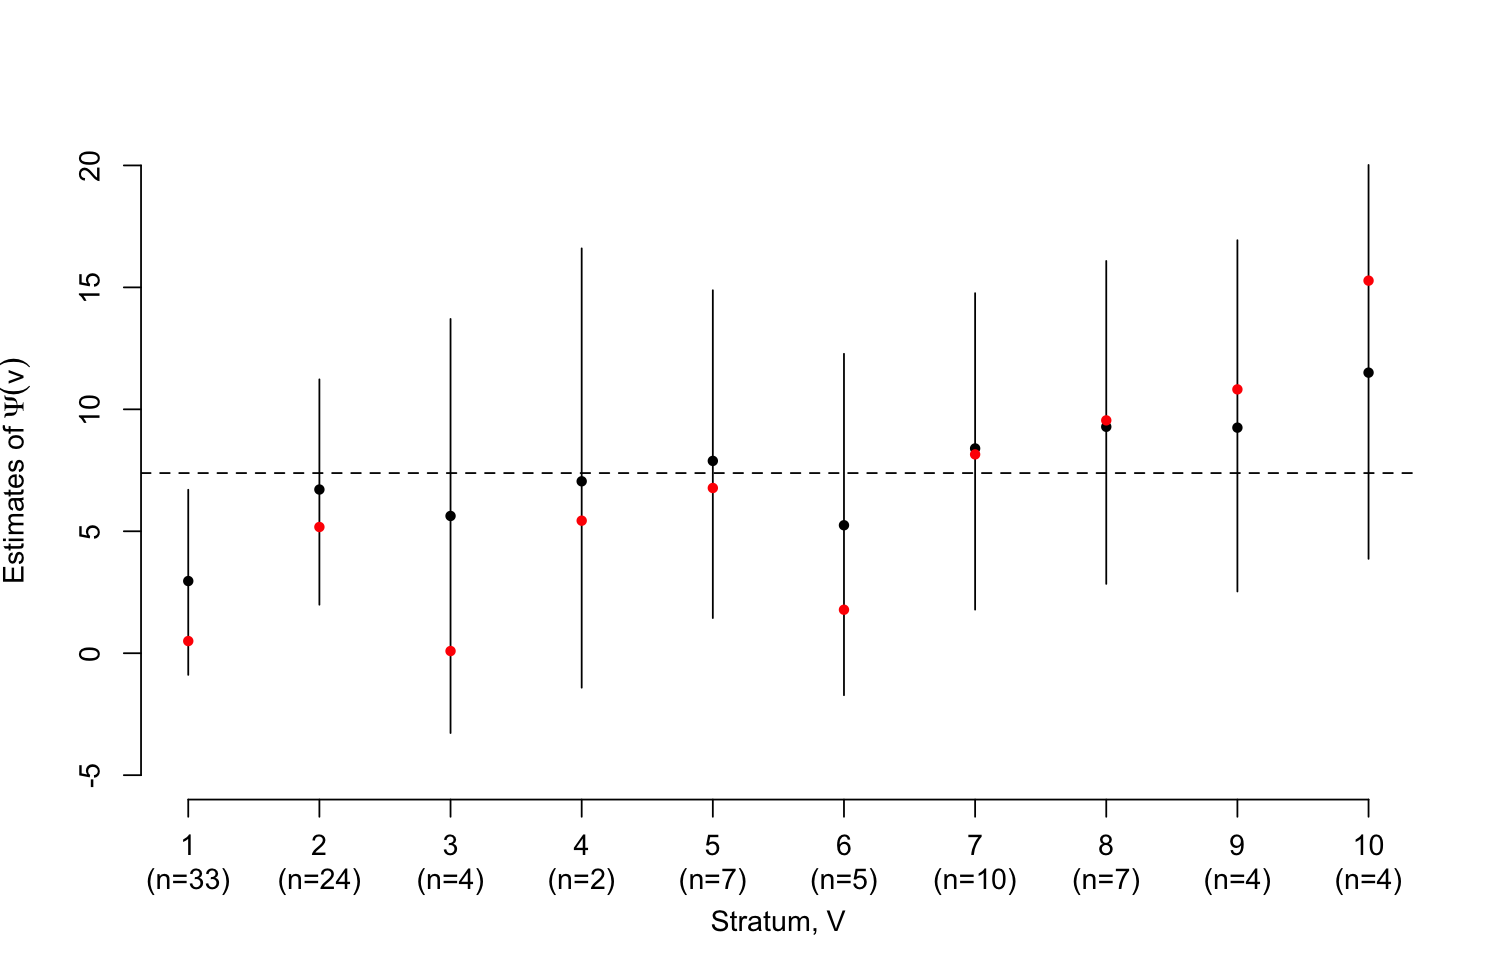 Estimates of Ψ(v)
20
15
10
5
0
-5
1 2 3 4 5 6 7 8 9 10
(n=33) (n=24) (n=4) (n=2) (n=7) (n=5) (n=10) (n=7) (n=4) (n=4)
Stratum, V